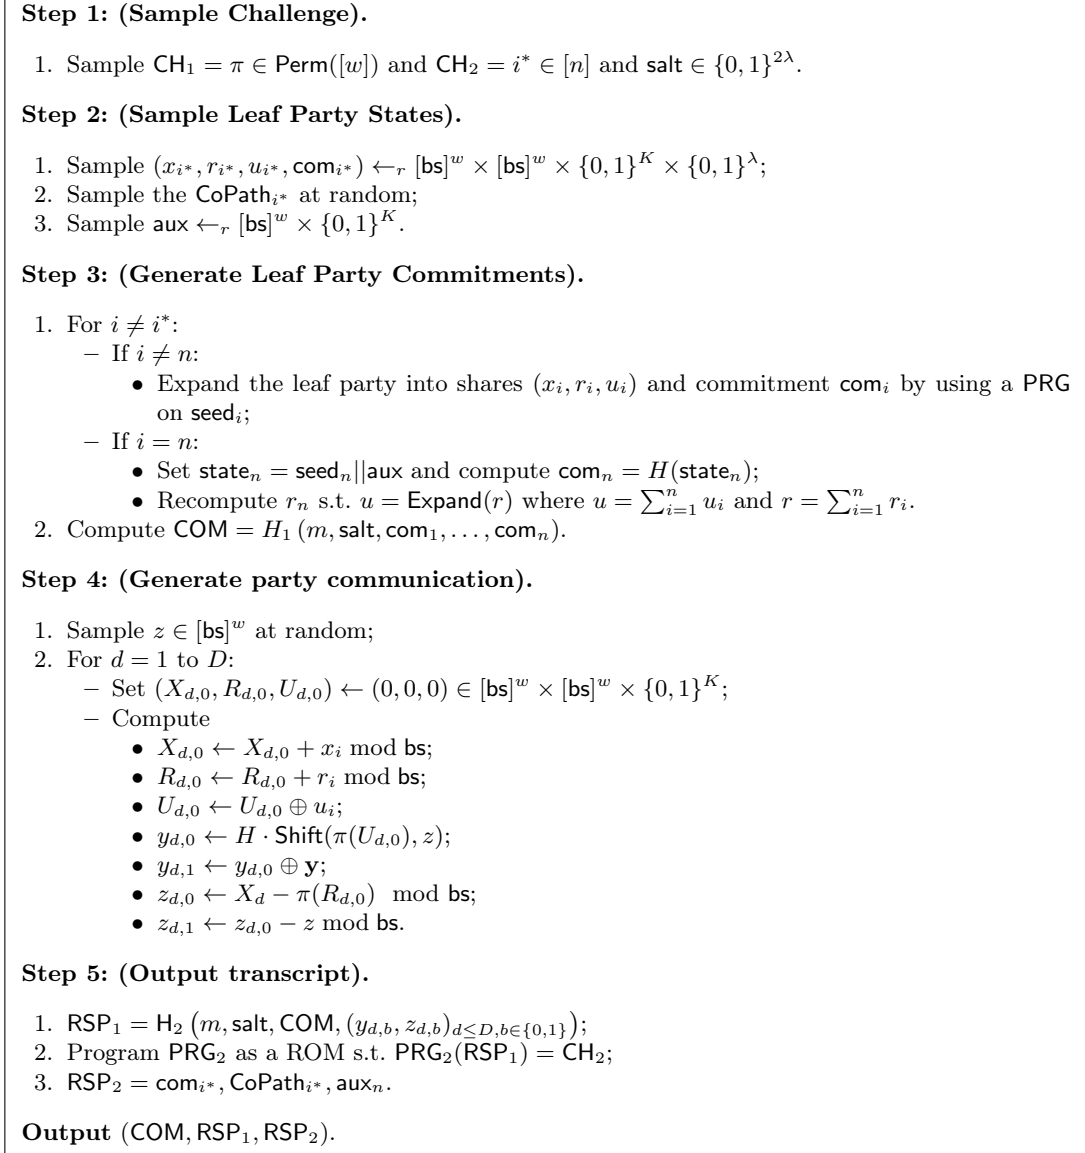 Step 1: (Sample Challenge).
1. Sample CH₁ = π ∈ Perm([w]) and CH₂ = i* ∈ [n] and salt ∈ {0, 1}^{2λ}.
Step 2: (Sample Leaf Party States).
1. Sample (x_{i*}, r_{i*}, u_{i*}, com_{i*}) ←_r [bs]^w × [bs]^w × {0, 1}^K × {0, 1}^λ;
2. Sample the CoPath_{i*} at random;
3. Sample aux ←_r [bs]^w × {0, 1}^K.
Step 3: (Generate Leaf Party Commitments).
1. For i ≠ i*:
– If i ≠ n:
• Expand the leaf party into shares (x_i, r_i, u_i) and commitment com_i by using a PRG
on seed_i;
– If i = n:
• Set state_n = seed_n||aux and compute com_n = H(state_n);
• Recompute r_n s.t. u = Expand(r) where u = ∑_{i=1}^n u_i and r = ∑_{i=1}^n r_i.
2. Compute COM = H₁ (m, salt, com₁, . . . , com_n).
Step 4: (Generate party communication).
1. Sample z ∈ [bs]^w at random;
2. For d = 1 to D:
– Set (X_{d,0}, R_{d,0}, U_{d,0}) ← (0, 0, 0) ∈ [bs]^w × [bs]^w × {0, 1}^K;
– Compute
• X_{d,0} ← X_{d,0} + x_i mod bs;
• R_{d,0} ← R_{d,0} + r_i mod bs;
• U_{d,0} ← U_{d,0} ⊕ u_i;
• y_{d,0} ← H · Shift(π(U_{d,0}), z);
• y_{d,1} ← y_{d,0} ⊕ y;
• z_{d,0} ← X_d − π(R_{d,0}) mod bs;
• z_{d,1} ← z_{d,0} − z mod bs.
Step 5: (Output transcript).
1. RSP₁ = H₂ (m, salt, COM, (y_{d,b}, z_{d,b})_{d≤D,b∈{0,1}});
2. Program PRG₂ as a ROM s.t. PRG₂(RSP₁) = CH₂;
3. RSP₂ = com_{i*}, CoPath_{i*}, aux_n.
Output (COM, RSP₁, RSP₂).